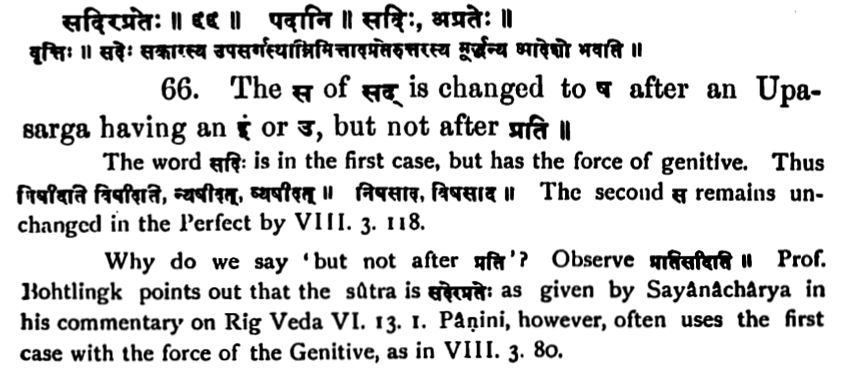 सदिरप्रतेः ॥ ६६ ॥ पदानि ॥ सदिः, अप्रतेः ॥
वृत्तिः ॥ सदेः सकारस्य उपसर्गस्थान्निमित्तादप्रतेरुत्तरस्य मूर्द्धन्य आदेशो भवति ॥
66. The स of सद् is changed to ष after an Upa-
sarga having an इ or उ, but not after प्रति ॥
The word सदिः is in the first case, but has the force of genitive. Thus
निषीदति विषीदति, न्यषीदत्, व्यषीदत् ॥ निषसाद, विषसाद ॥ The second स remains un-
changed in the Perfect by VIII. 3. 118.
Why do we say 'but not after प्रति'? Observe प्रतिसीदति ॥ Prof.
Bohtlingk points out that the sûtra is सदेरप्रतेः as given by Sayânâchârya in
his commentary on Rig Veda VI. 13. 1. Pâṇini, however, often uses the first
case with the force of the Genitive, as in VIII. 3. 80.